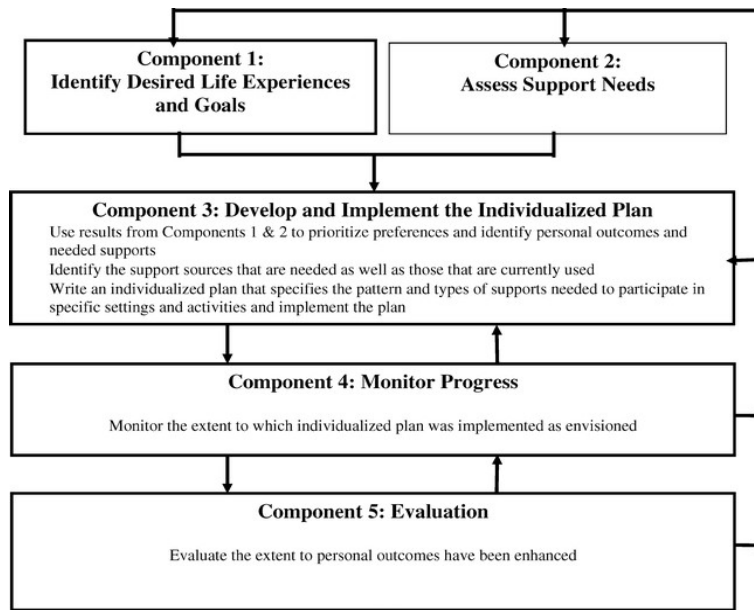 Component 1:
Identify Desired Life Experiences
and Goals
Component 2:
Assess Support Needs
Component 3: Develop and Implement the Individualized Plan
Use results from Components 1 & 2 to prioritize preferences and identify personal outcomes and
needed supports
Identify the support sources that are needed as well as those that are currently used
Write an individualized plan that specifies the pattern and types of supports needed to participate in
specific settings and activities and implement the plan
Component 4: Monitor Progress
Monitor the extent to which individualized plan was implemented as envisioned
Component 5: Evaluation
Evaluate the extent to personal outcomes have been enhanced